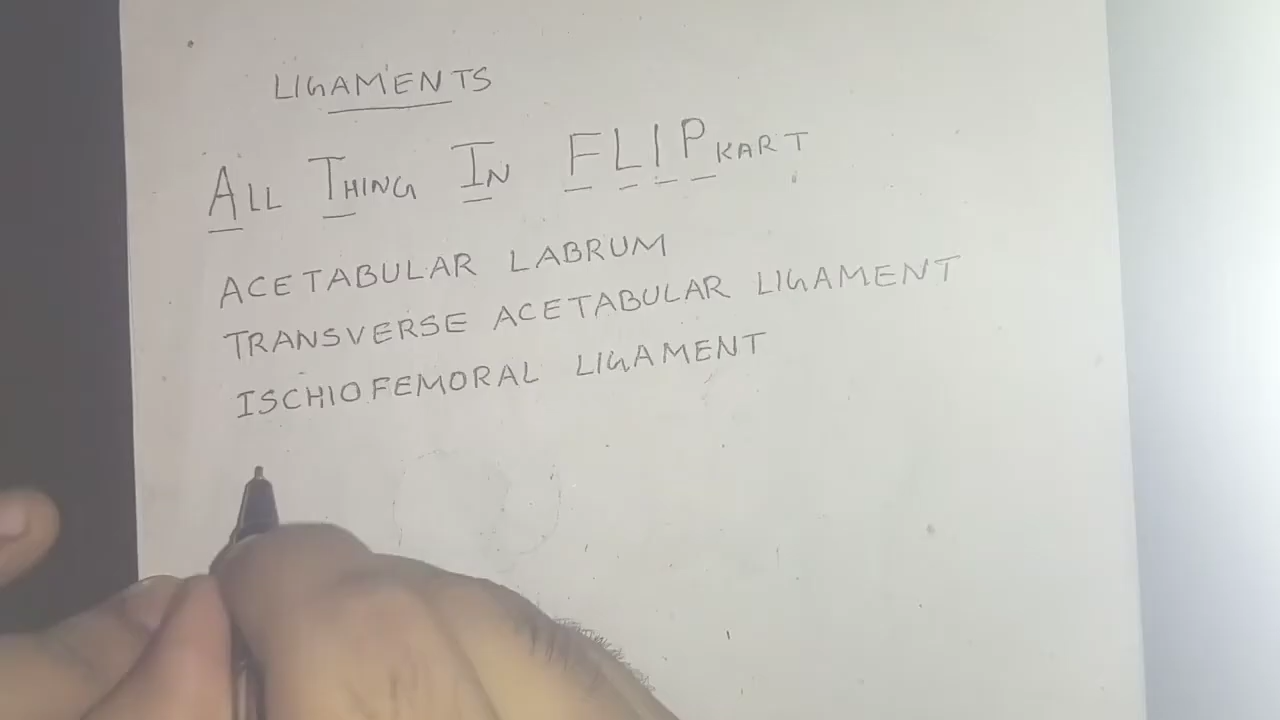 LIGAMENTS
ALL THING IN FLIPKART
ACETABULAR LABRUM
TRANSVERSE ACETABULAR LIGAMENT
ISCHIOFEMORAL LIGAMENT